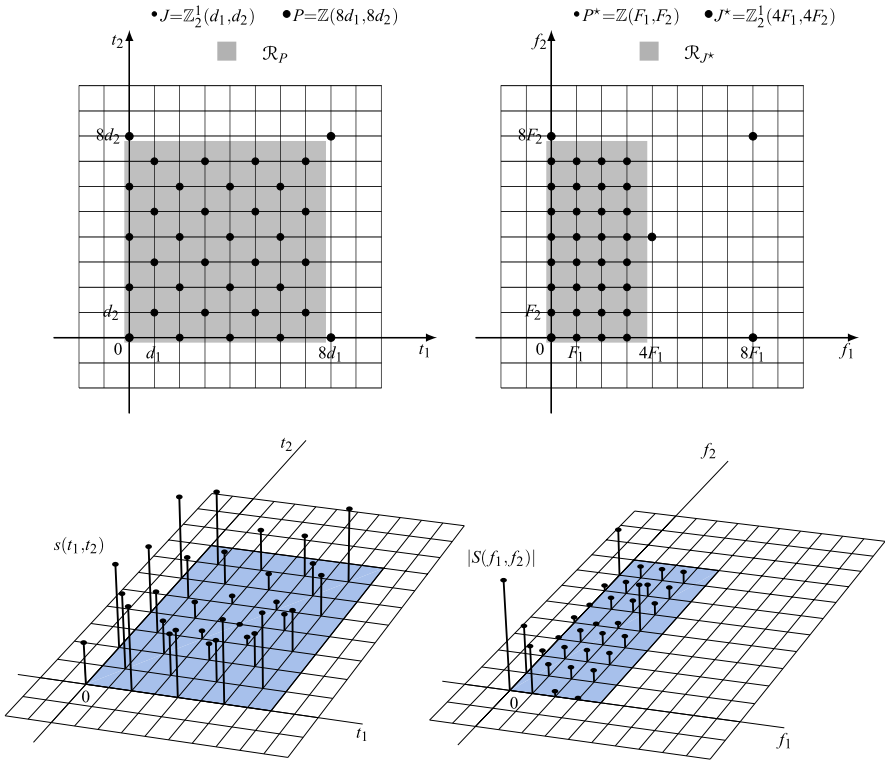 J=ℤ₂¹(d₁,d₂) P=ℤ(8d₁,8d₂)
t₂
ℛ_P
8d₂
d₂
0 d₁ 8d₁ t₁
P⋆=ℤ(F₁,F₂) J⋆=ℤ₂¹(4F₁,4F₂)
f₂
ℛ_J⋆
8F₂
F₂
0 F₁ 4F₁ 8F₁ f₁
t₂
s(t₁,t₂)
0
t₁
f₂
|S(f₁,f₂)|
0
f₁